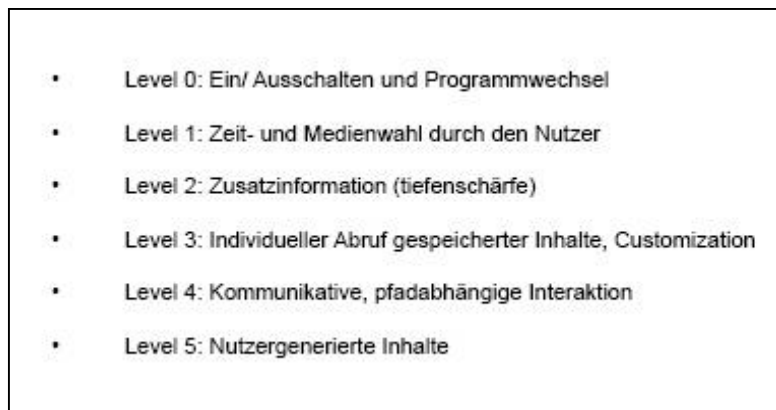 • Level 0: Ein/ Ausschalten und Programmwechsel
• Level 1: Zeit- und Medienwahl durch den Nutzer
• Level 2: Zusatzinformation (tiefenschärfe)
• Level 3: Individueller Abruf gespeicherter Inhalte, Customization
• Level 4: Kommunikative, pfadabhängige Interaktion
• Level 5: Nutzergenerierte Inhalte